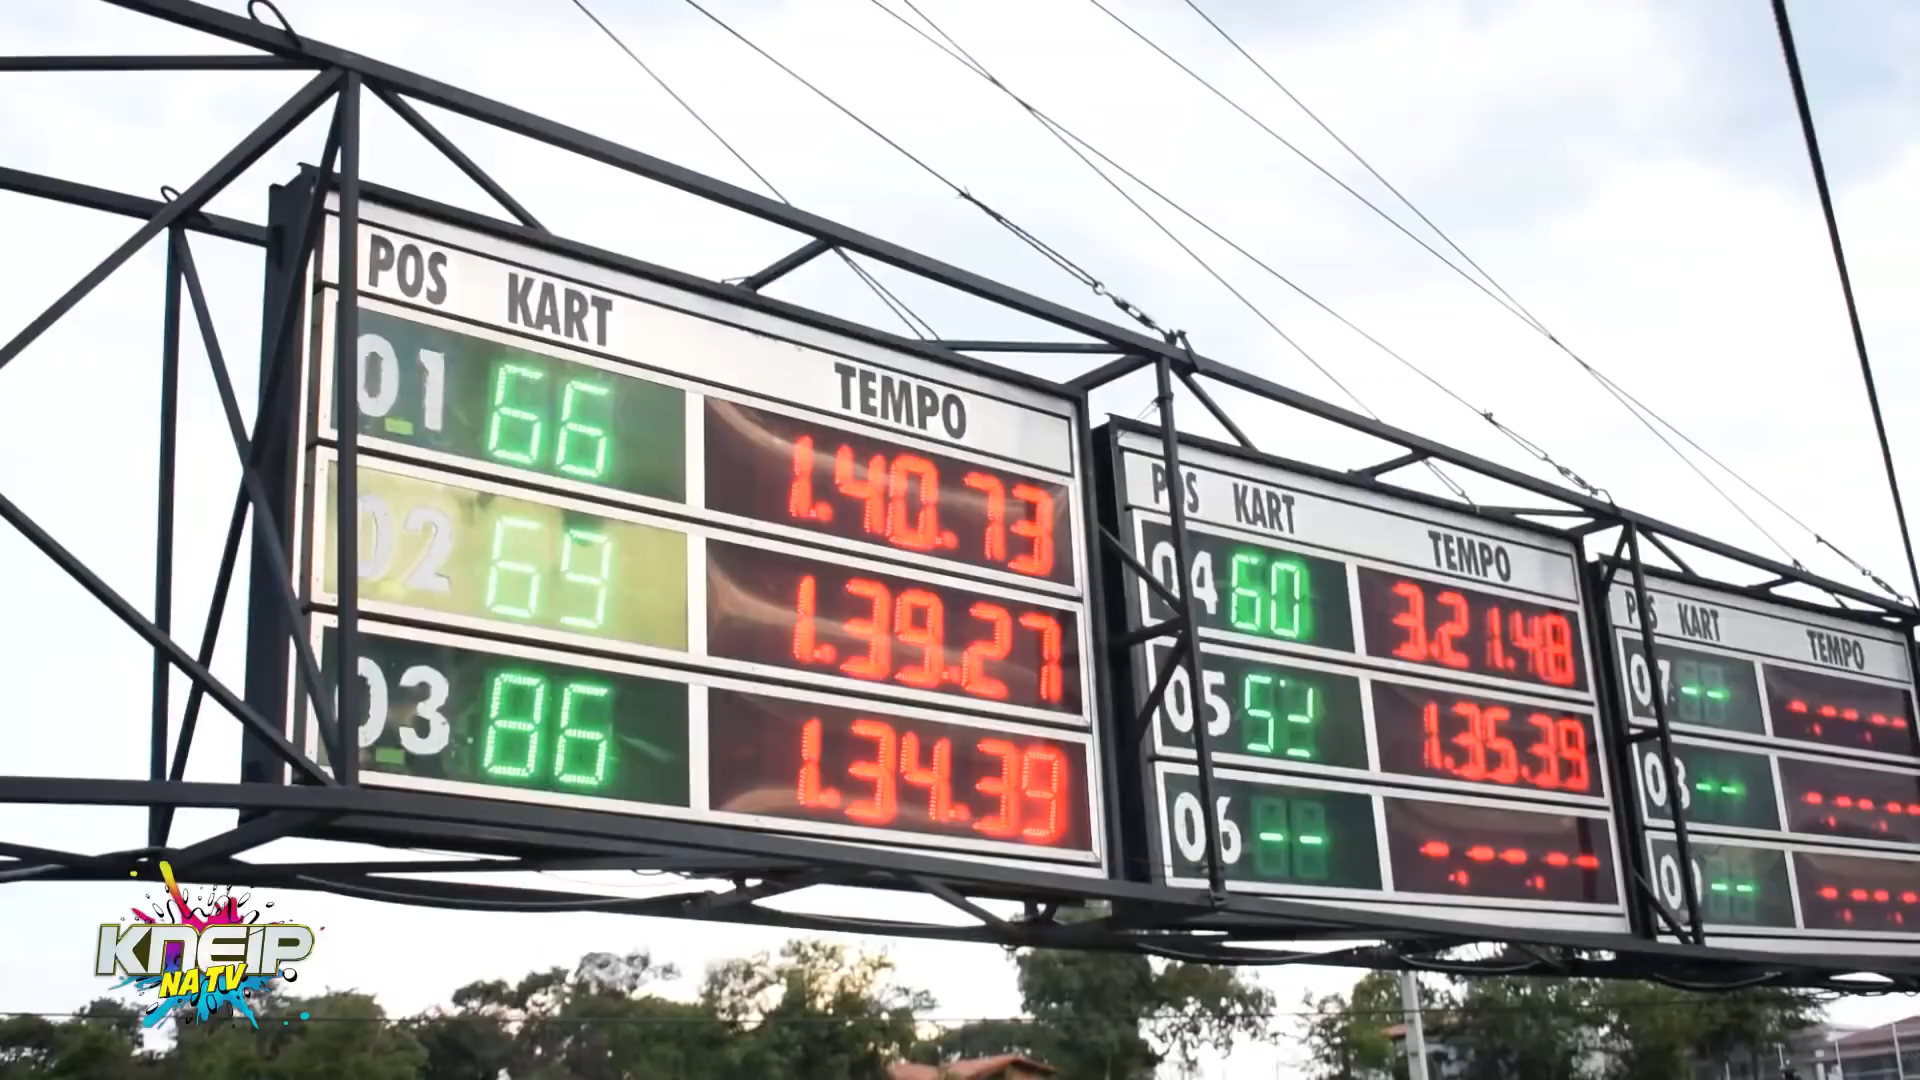 POS KART TEMPO
01 66 1.40.73
02 69 1.39.27
03 86 1.34.39
POS KART TEMPO
04 60 3.21.48
05 1.35.39
06 -- -.--.--
POS KART TEMPO
07 -- -.--.--
08 -- -.--.--
09 -- -.--.--
KNEIP
NA TV